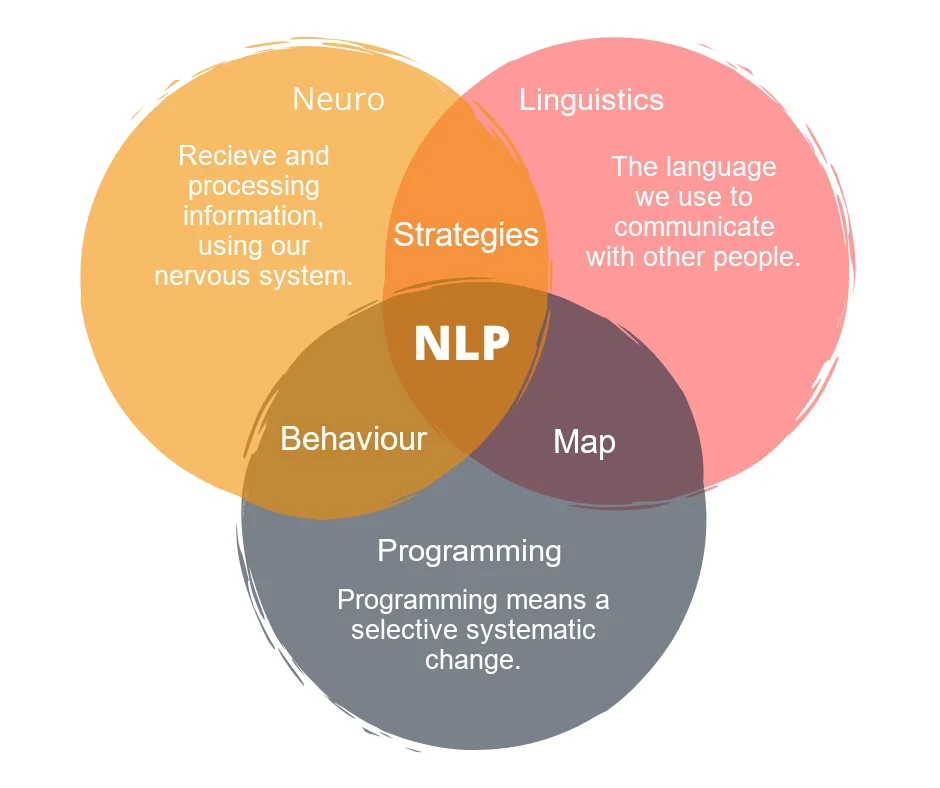 Neuro
Recieve and
processing
information,
using our
nervous system.
Linguistics
The language
we use to
communicate
with other people.
Strategies
NLP
Behaviour
Map
Programming
Programming means a
selective systematic
change.